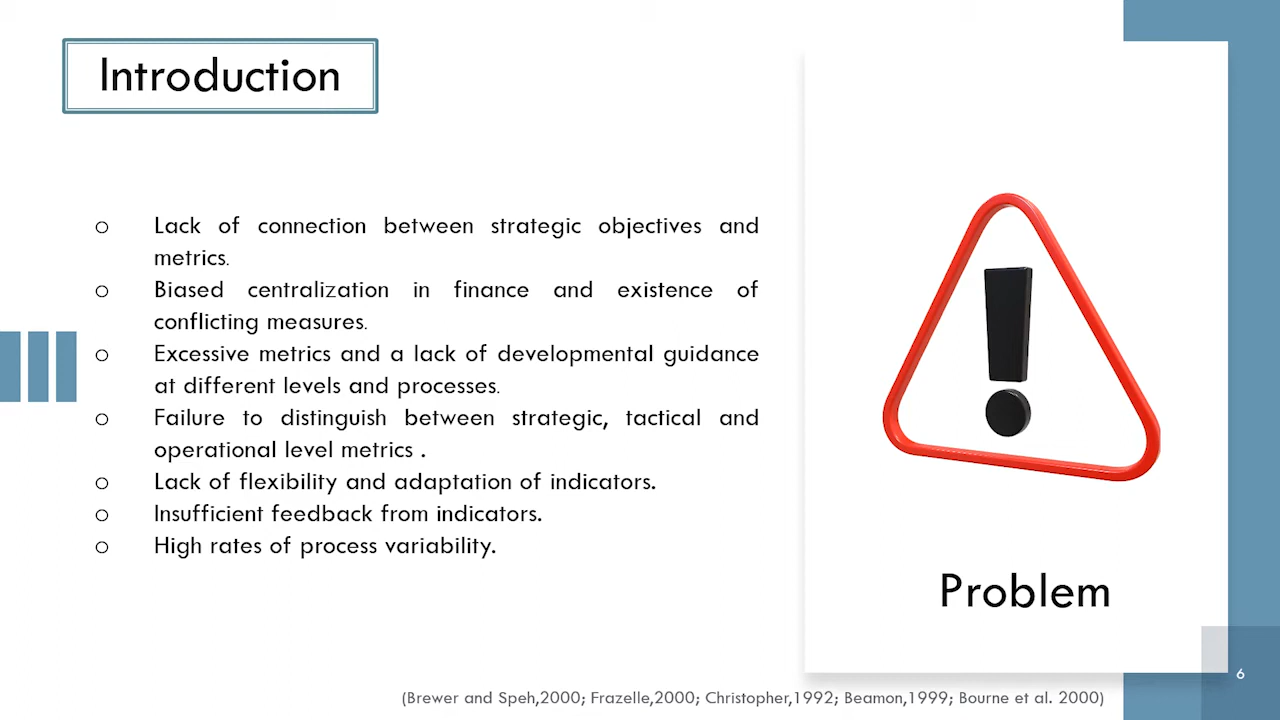 Introduction
o Lack of connection between strategic objectives and
metrics.
o Biased centralization in finance and existence of
conflicting measures.
o Excessive metrics and a lack of developmental guidance
at different levels and processes.
o Failure to distinguish between strategic, tactical and
operational level metrics .
o Lack of flexibility and adaptation of indicators.
o Insufficient feedback from indicators.
o High rates of process variability.
Problem
6
(Brewer and Speh,2000; Frazelle,2000; Christopher,1992; Beamon,1999; Bourne et al. 2000)